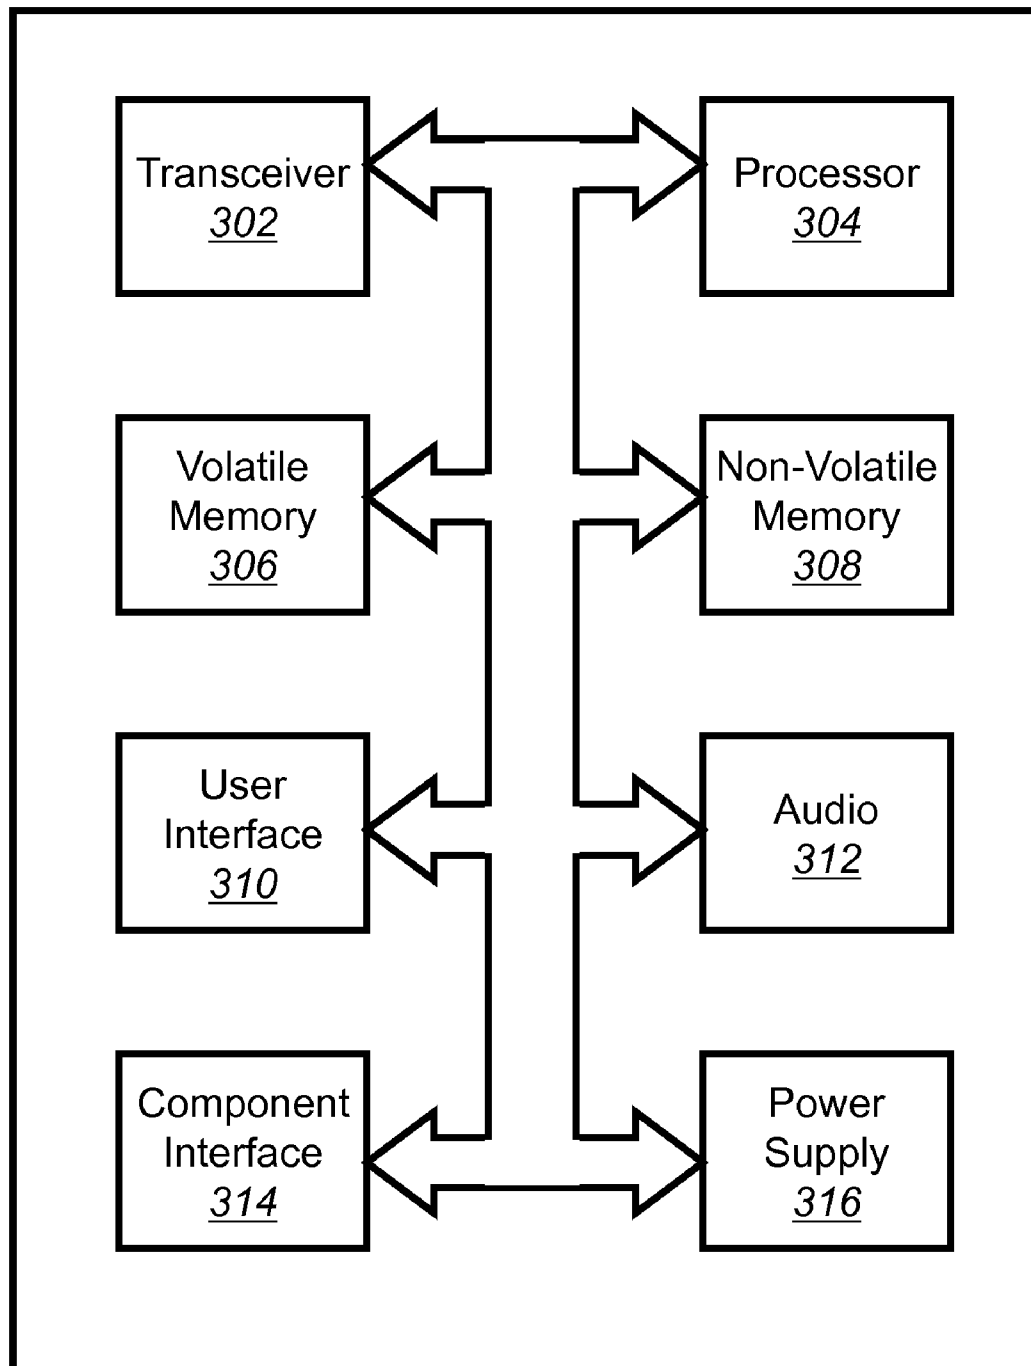 Transceiver
302
Processor
304
Volatile
Memory
306
Non-Volatile
Memory
308
User
Interface
310
Audio
312
Component
Interface
314
Power
Supply
316